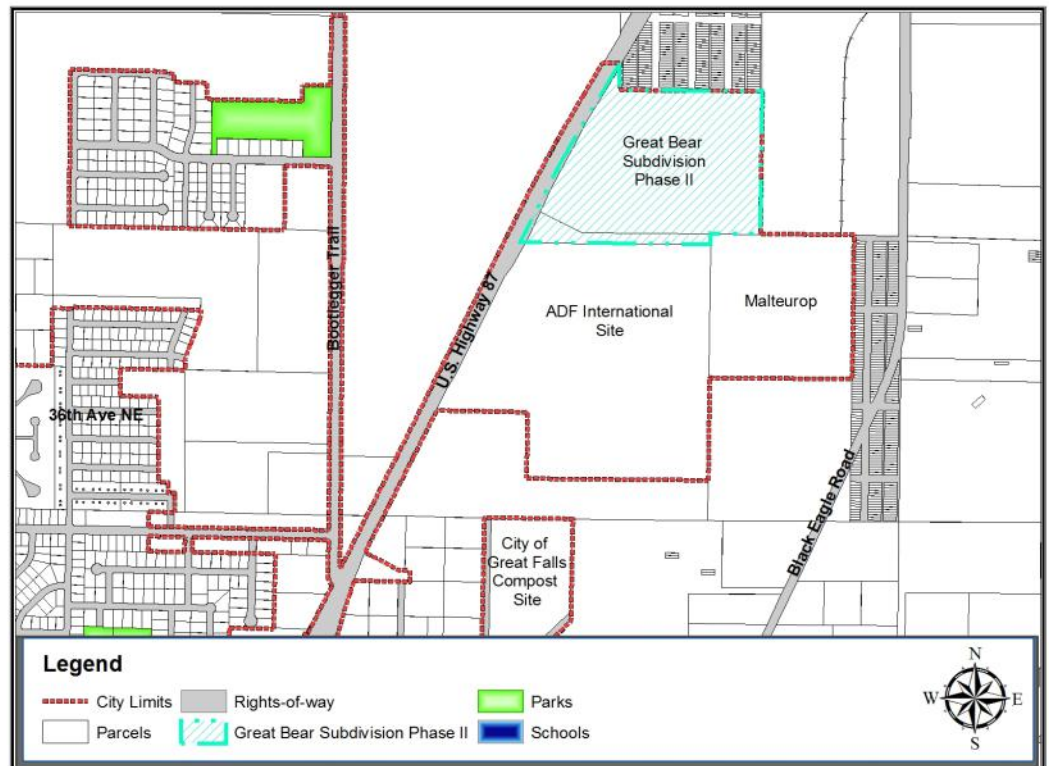 Great Bear
Subdivision
Phase II
Bootlegger Trail
U.S. Highway 87
ADF International
Site
Malteurop
36th Ave NE
Black Eagle Road
City of
Great Falls
Compost
Site
Legend
City Limits
Rights-of-way
Parks
Parcels
Great Bear Subdivision Phase II
Schools
N
W
E
S